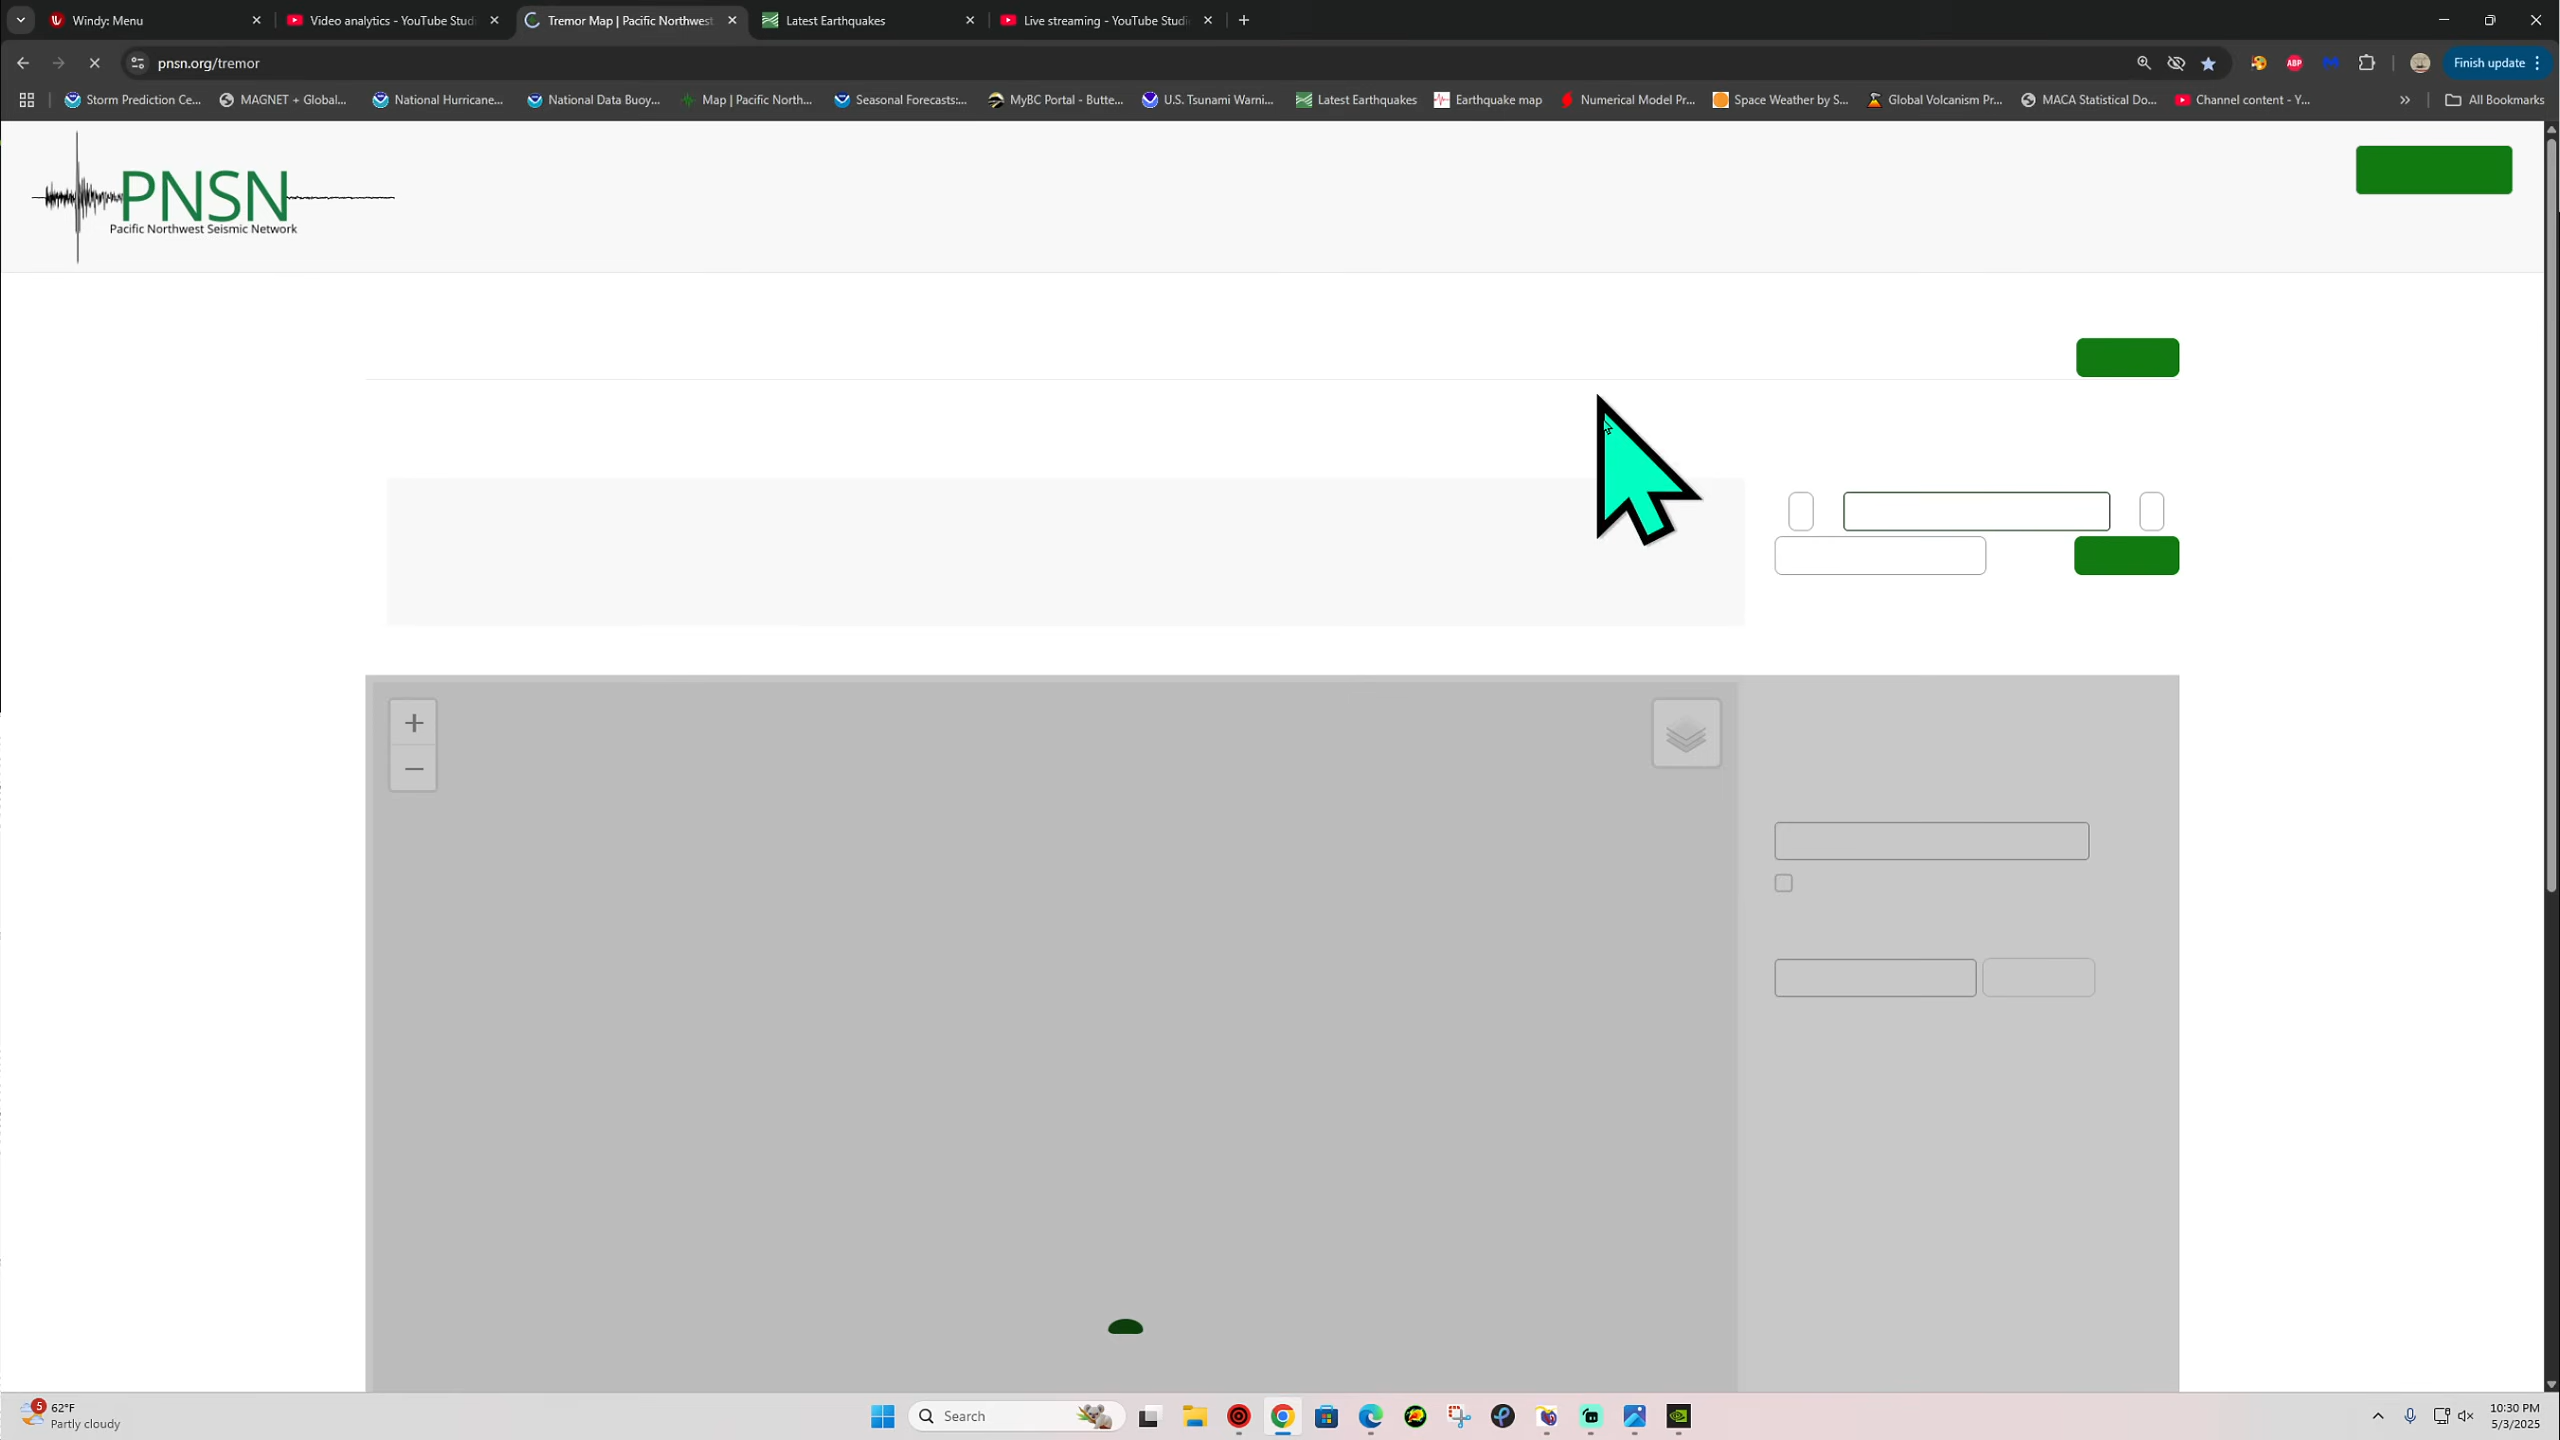 Windy: Menu
Video analytics - YouTube Studi
Tremor Map | Pacific Northwest
Latest Earthquakes
Live streaming - YouTube Studi
pnsn.org/tremor
ABP
Finish update
Storm Prediction Ce...
MAGNET + Global...
National Hurricane...
National Data Buoy...
Map | Pacific North...
Seasonal Forecasts:...
MyBC Portal - Butte...
U.S. Tsunami Warni...
Latest Earthquakes
Earthquake map
Numerical Model Pr...
Space Weather by S...
Global Volcanism Pr...
MACA Statistical Do...
Channel content - Y...
All Bookmarks
PNSN
Pacific Northwest Seismic Network
+
−
5
62°F
Partly cloudy
Search
10:30 PM
5/3/2025